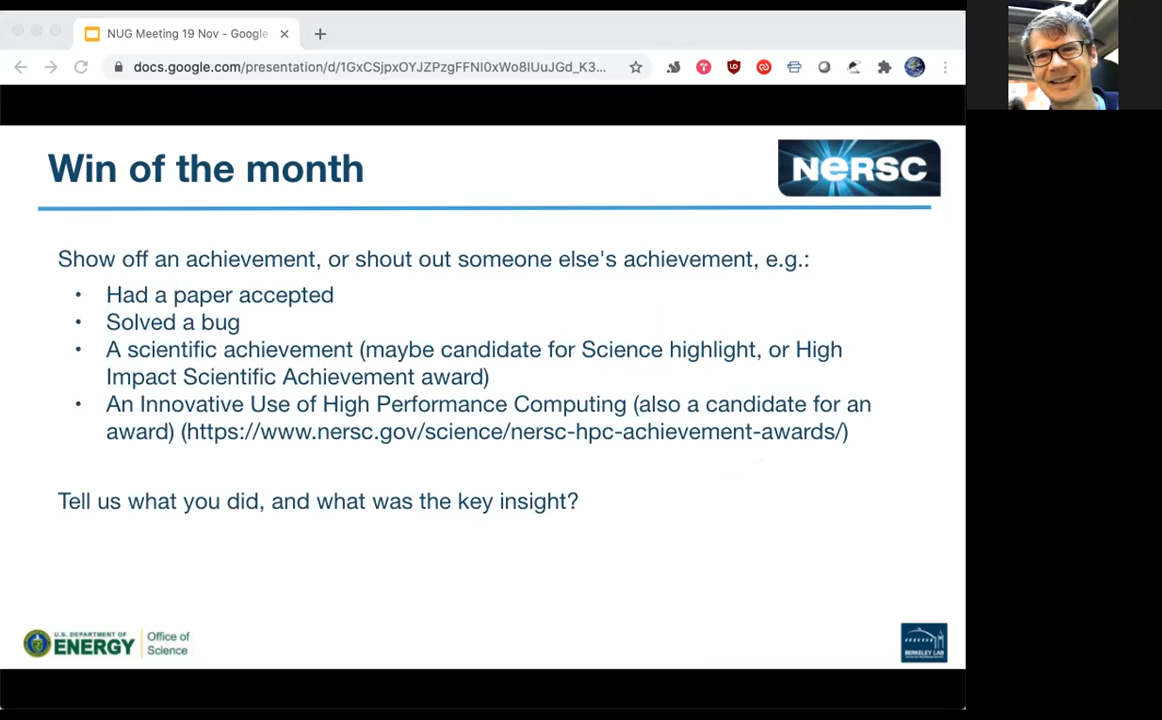 NUG Meeting 19 Nov - Google
docs.google.com/presentation/d/1GxCSjpxOYJZPzgFFNI0xWo8IUuJGd_K3...
Win of the month
NERSC
Show off an achievement, or shout out someone else's achievement, e.g.:
• Had a paper accepted
• Solved a bug
• A scientific achievement (maybe candidate for Science highlight, or High
Impact Scientific Achievement award)
• An Innovative Use of High Performance Computing (also a candidate for an
award) (https://www.nersc.gov/science/nersc-hpc-achievement-awards/)
Tell us what you did, and what was the key insight?
U.S. DEPARTMENT OF
ENERGY
Office of
Science
BERKELEY LAB